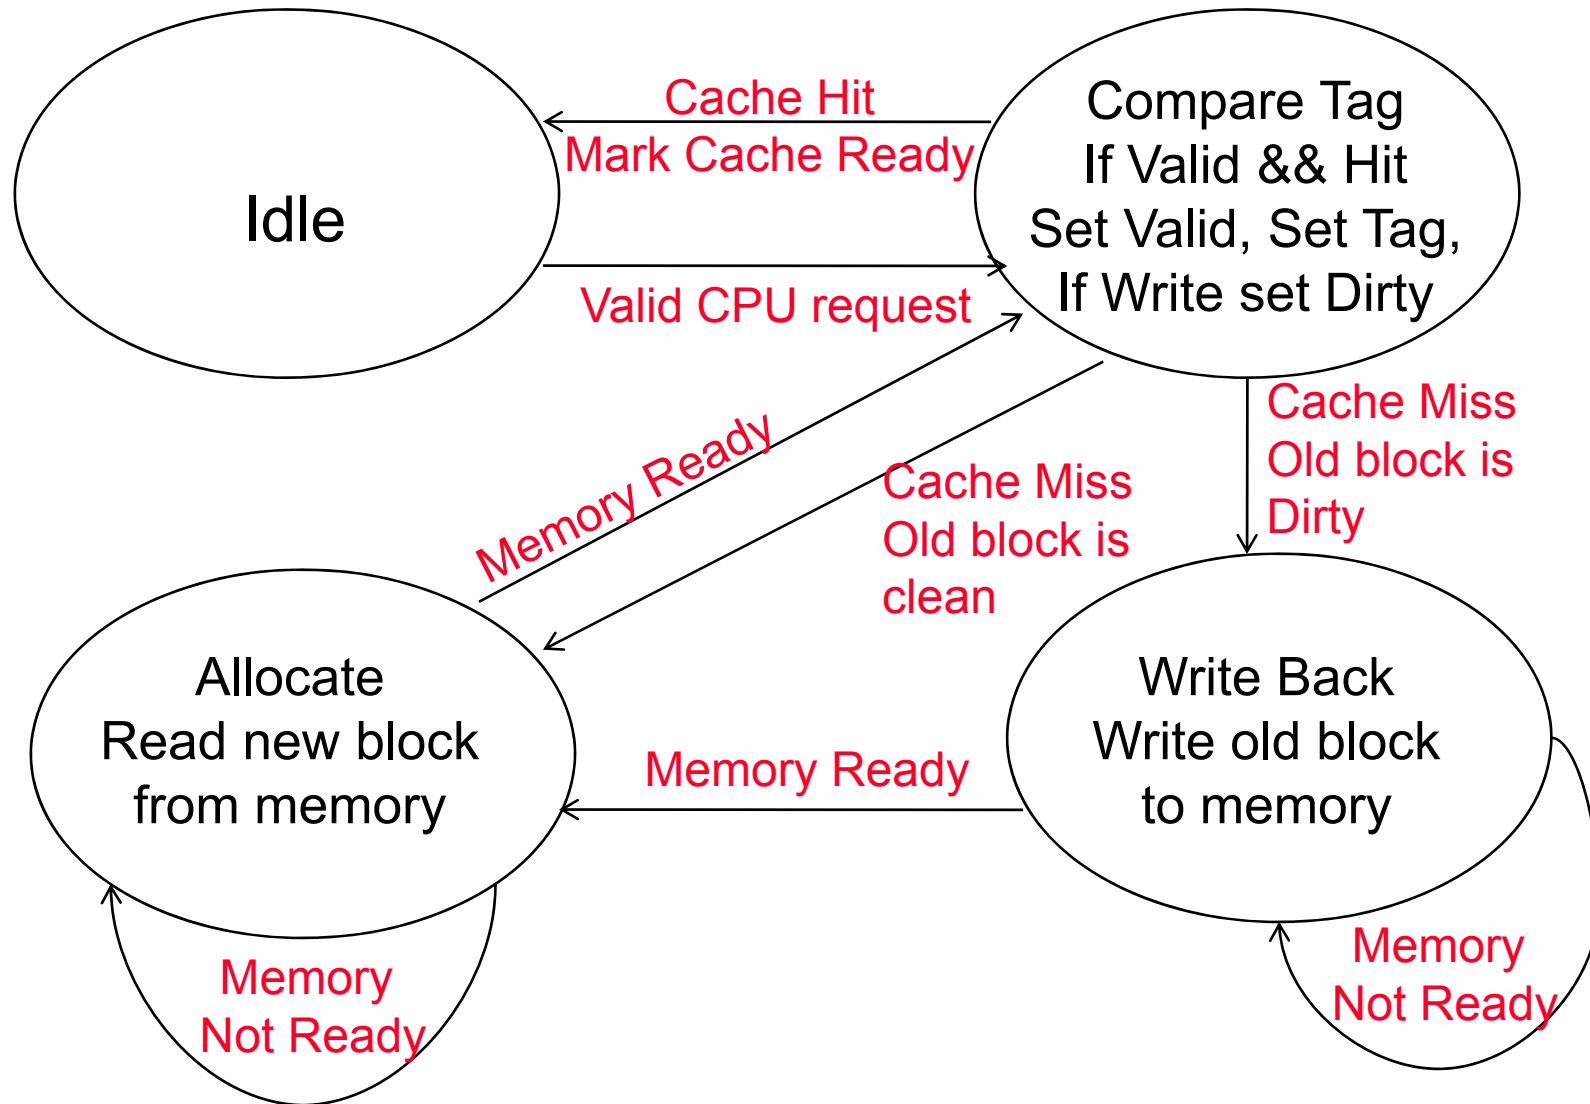 Cache Hit
Mark Cache Ready
Idle
Valid CPU request
Compare Tag
If Valid && Hit
Set Valid, Set Tag,
If Write set Dirty
Memory Ready
Cache Miss
Old block is
clean
Cache Miss
Old block is
Dirty
Allocate
Read new block
from memory
Memory Ready
Write Back
Write old block
to memory
Memory
Not Ready
Memory
Not Ready